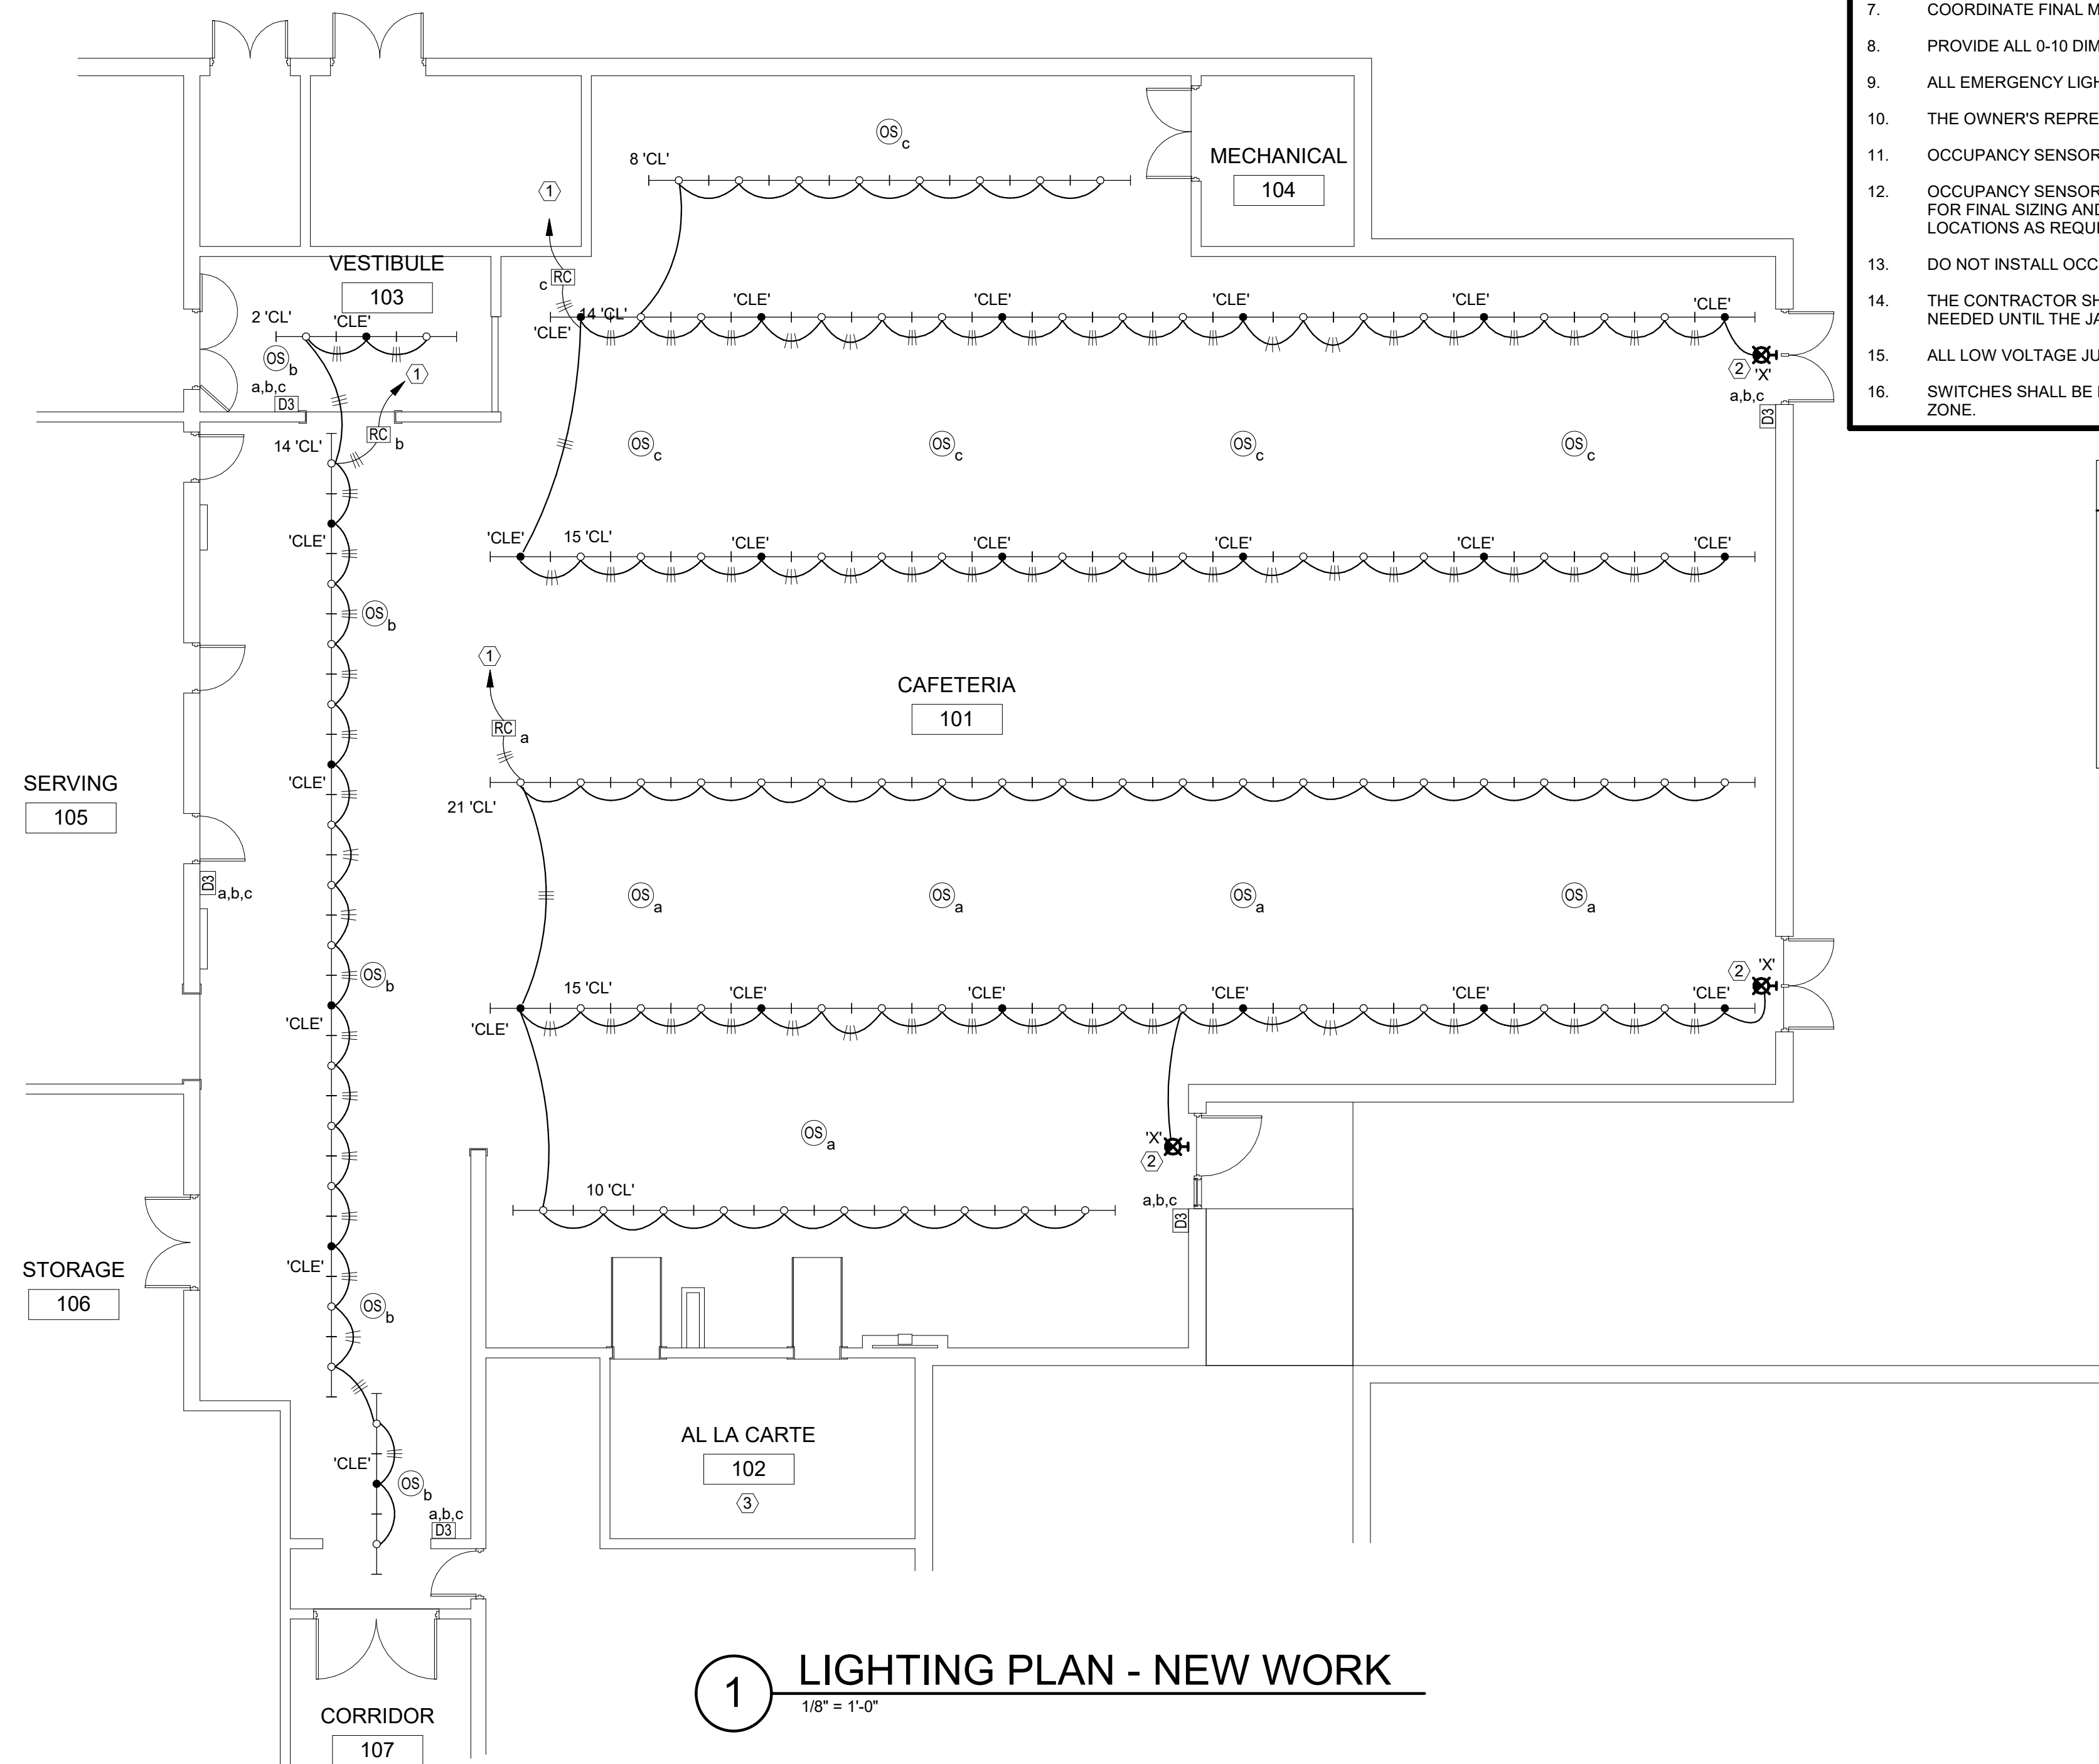 7. COORDINATE FINAL M
8. PROVIDE ALL 0-10 DIM
9. ALL EMERGENCY LIGH
10. THE OWNER'S REPRE
11. OCCUPANCY SENSOR
12. OCCUPANCY SENSOR
FOR FINAL SIZING AND
LOCATIONS AS REQUI
13. DO NOT INSTALL OCC
14. THE CONTRACTOR SH
NEEDED UNTIL THE JA
15. ALL LOW VOLTAGE JU
16. SWITCHES SHALL BE
ZONE.
OS c
8 'CL'
MECHANICAL
104
1
RC c
VESTIBULE
103
2 'CL'
'CLE'
OS b
a,b,c
D3
1
RC b
14 'CL'
'CLE'
14 'CL'
'CLE'
'CLE'
'CLE'
'CLE'
'CLE'
2
'X'
a,b,c
D3
OS c
OS c
OS c
OS c
'CLE'
15 'CL'
'CLE'
'CLE'
'CLE'
'CLE'
'CLE'
'CLE'
OS b
1
RC a
CAFETERIA
101
SERVING
105
'CLE'
21 'CL'
D3
a,b,c
OS a
OS a
OS a
OS a
OS b
'CLE'
'CLE'
15 'CL'
'CLE'
'CLE'
'CLE'
'CLE'
'CLE'
2
'X'
OS a
'X'
2
a,b,c
D3
10 'CL'
STORAGE
106
'CLE'
OS b
AL LA CARTE
102
3
'CLE'
OS b
a,b,c
D3
1
LIGHTING PLAN - NEW WORK
1/8" = 1'-0"
CORRIDOR
107